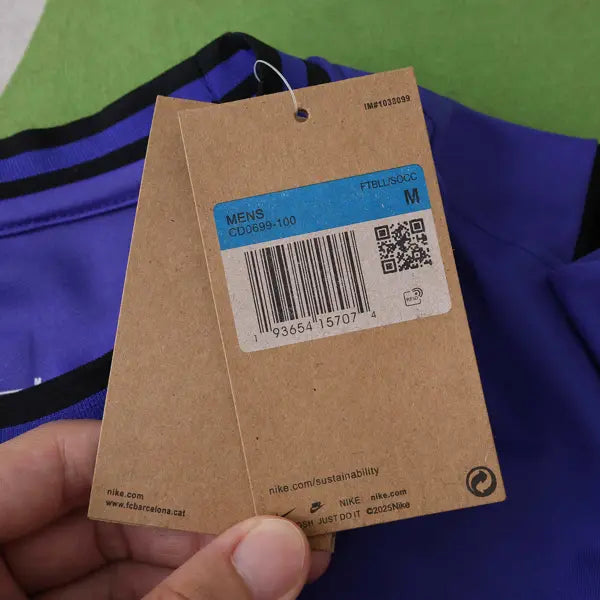 IM#1038099
FTBLL/SOCC
MENS
M
CD0699-100
1 93654 15707 4
RFID
nike.com/sustainability
NIKE: nike.com
JUST DO IT ©2025Nike
nike.com
www.fcbarcelona.cat